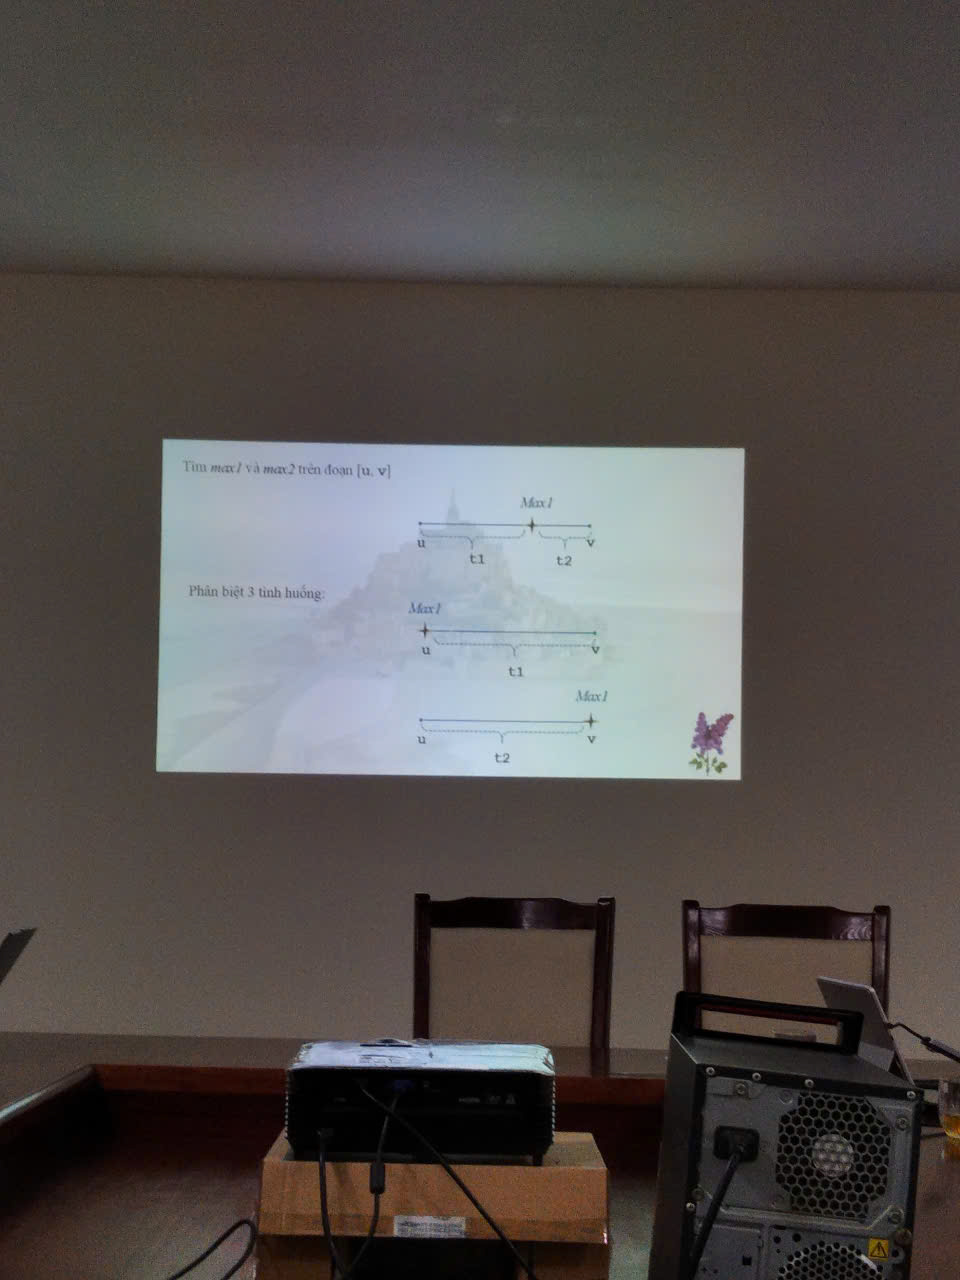 Tìm max1 và max2 trên đoạn [u, v]
Max1
u v
t1 t2
Phân biệt 3 tình huống:
Max1
u v
t1
Max1
u v
t2